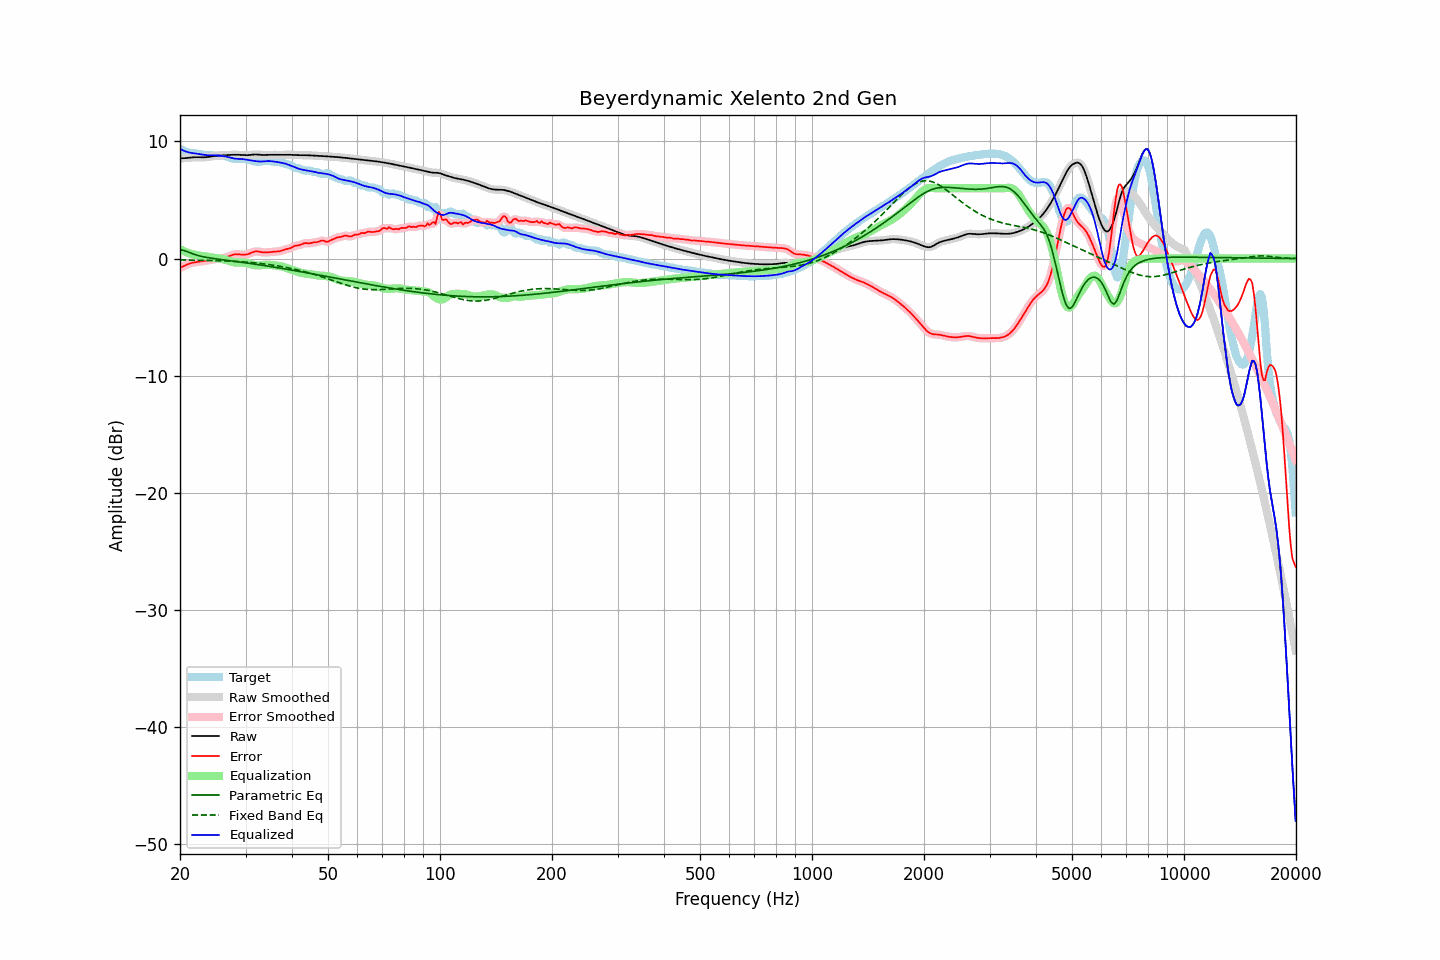 Beyerdynamic Xelento 2nd Gen
10
0
−10
−20
−30
−40
−50
Amplitude (dBr)
Target
Raw Smoothed
Error Smoothed
Raw
Error
Equalization
Parametric Eq
Fixed Band Eq
Equalized
20 50 100 200 500 1000 2000 5000 10000 20000
Frequency (Hz)